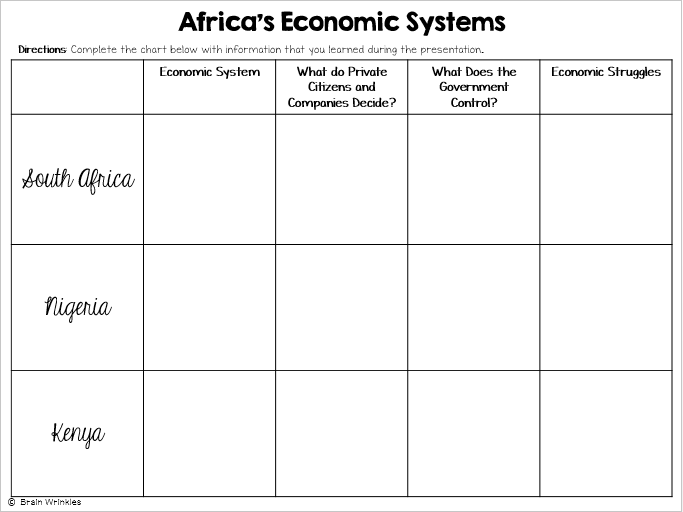 Africa's Economic Systems
Directions: Complete the chart below with information that you learned during the presentation.
Economic System
What do Private
Citizens and
Companies Decide?
What Does the
Government
Control?
Economic Struggles
South Africa
Nigeria
Kenya
© Brain Wrinkles